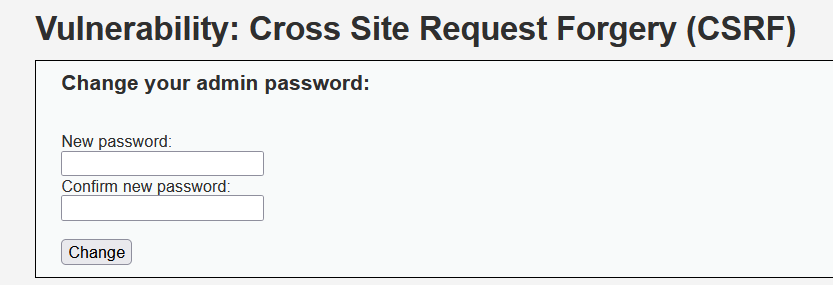 Vulnerability: Cross Site Request Forgery (CSRF)
Change your admin password:
New password:
Confirm new password:
Change